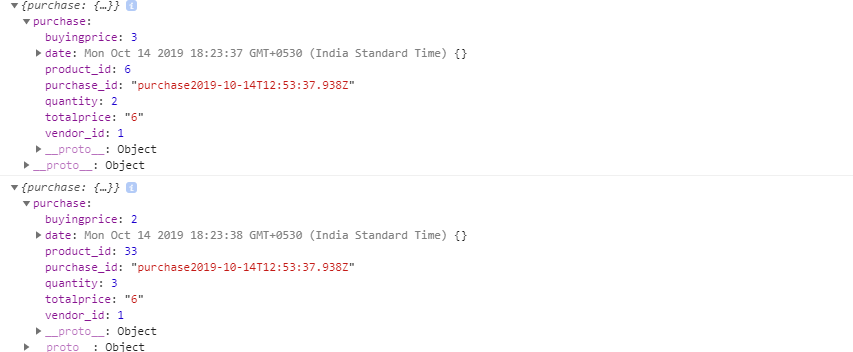 {purchase: {…}} i
purchase:
buyingprice: 3
date: Mon Oct 14 2019 18:23:37 GMT+0530 (India Standard Time) {}
product_id: 6
purchase_id: "purchase2019-10-14T12:53:37.938Z"
quantity: 2
totalprice: "6"
vendor_id: 1
__proto__: Object
__proto__: Object
{purchase: {…}} i
purchase:
buyingprice: 2
date: Mon Oct 14 2019 18:23:38 GMT+0530 (India Standard Time) {}
product_id: 33
purchase_id: "purchase2019-10-14T12:53:37.938Z"
quantity: 3
totalprice: "6"
vendor_id: 1
__proto__: Object
__proto__: Object